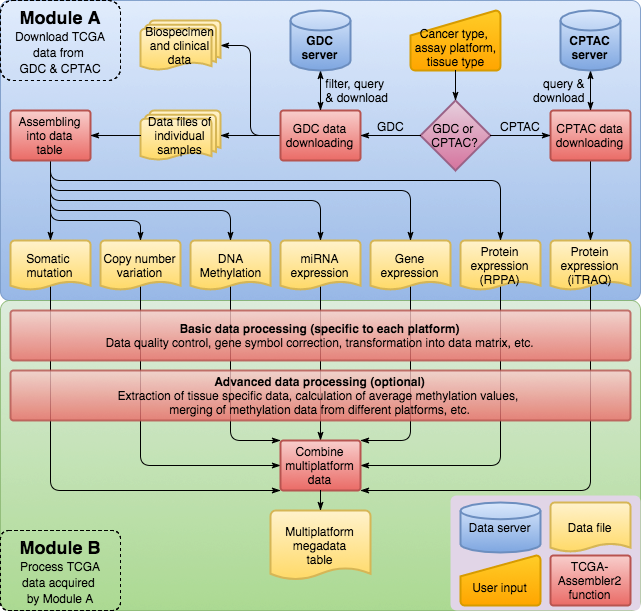 Module A
Download TCGA
data from
GDC & CPTAC
Biospecimen
and clinical
data
GDC
server
Cancer type,
assay platform,
tissue type
CPTAC
server
filter, query
& download
query &
download
Assembling
into data
table
Data files of
individual
samples
GDC data
downloading
GDC
GDC or
CPTAC?
CPTAC
CPTAC data
downloading
Somatic
mutation
Copy number
variation
DNA
Methylation
miRNA
expression
Gene
expression
Protein
expression
(RPPA)
Protein
expression
(iTRAQ)
Basic data processing (specific to each platform)
Data quality control, gene symbol correction, transformation into data matrix, etc.
Advanced data processing (optional)
Extraction of tissue specific data, calculation of average methylation values,
merging of methylation data from different platforms, etc.
Combine
multiplatform
data
Multiplatform
megadata
table
Module B
Process TCGA
data acquired
by Module A
Data server
Data file
User input
TCGA-
Assembler2
function